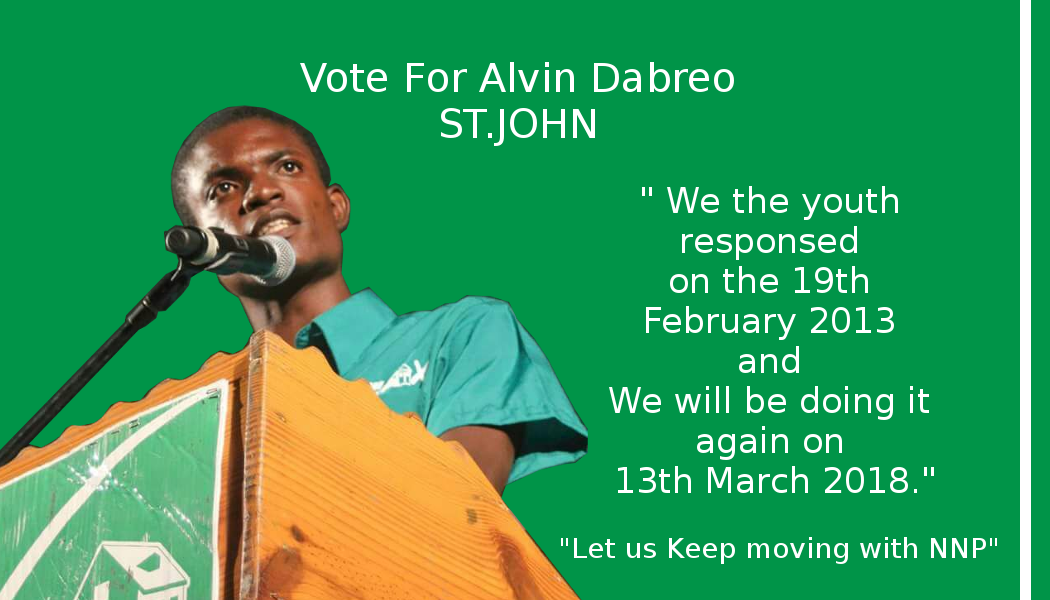 Vote For Alvin Dabreo
ST.JOHN
" We the youth
responsed
on the 19th
February 2013
and
We will be doing it
again on
13th March 2018."
"Let us Keep moving with NNP"